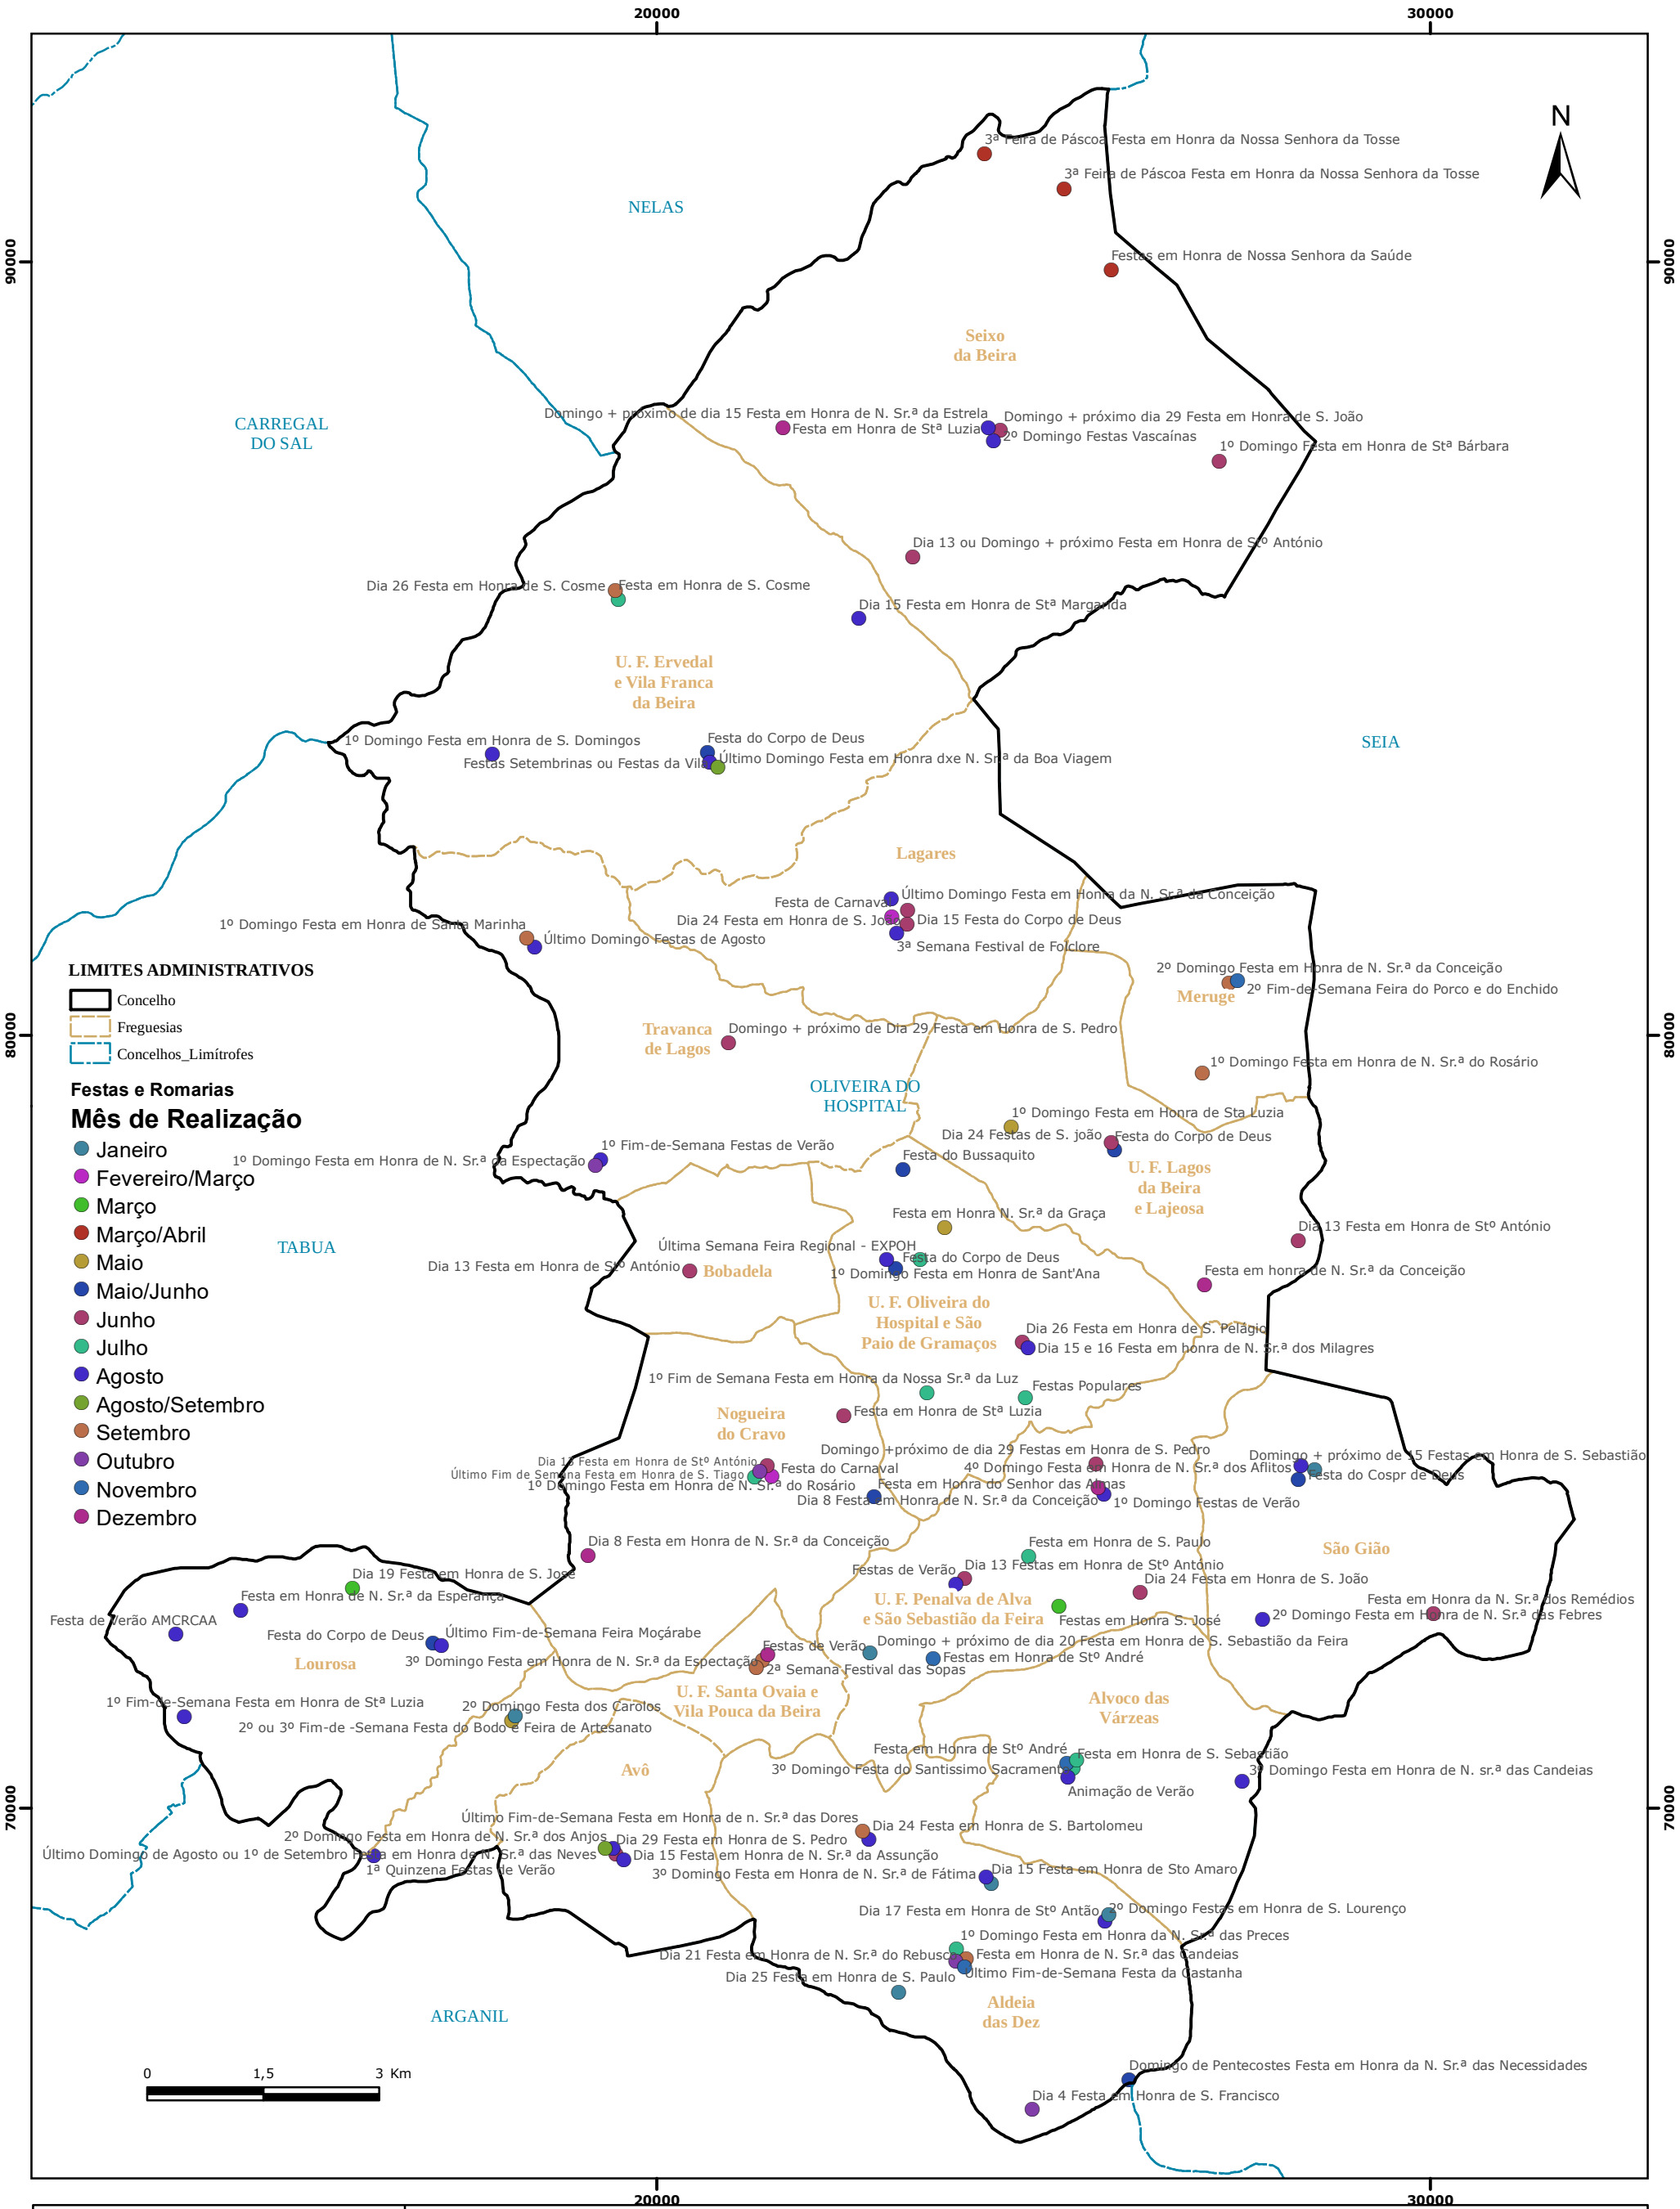 20000
30000
N
3ª Feira de Páscoa Festa em Honra da Nossa Senhora da Tosse
3ª Feira de Páscoa Festa em Honra da Nossa Senhora da Tosse
NELAS
90000
90000
Festas em Honra de Nossa Senhora da Saúde
Seixo
da Beira
CARREGAL
DO SAL
Domingo + próximo de dia 15 Festa em Honra de N. Sr.ª da Estrela
Domingo + próximo dia 29 Festa em Honra de S. João
Festa em Honra de Stª Luzia
2º Domingo Festas Vascaínas
1º Domingo Festa em Honra de Stª Bárbara
Dia 13 ou Domingo + próximo Festa em Honra de Stº António
Dia 26 Festa em Honra de S. Cosme
Festa em Honra de S. Cosme
Dia 15 Festa em Honra de Stª Margarida
U. F. Ervedal
e Vila Franca
da Beira
SEIA
1º Domingo Festa em Honra de S. Domingos
Festa do Corpo de Deus
Festas Setembrinas ou Festas da Vila
Último Domingo Festa em Honra dxe N. Sr.ª da Boa Viagem
Lagares
Último Domingo Festa em Honra da N. Sr.ª da Conceição
Festa de Carnaval
Dia 24 Festa em Honra de S. João
Dia 15 Festa do Corpo de Deus
3ª Semana Festival de Folclore
1º Domingo Festa em Honra de Santa Marinha
Último Domingo Festas de Agosto
2º Domingo Festa em Honra de N. Sr.ª da Conceição
2º Fim-de-Semana Feira do Porco e do Enchido
Meruge
LIMITES ADMINISTRATIVOS
Concelho
Freguesias
Concelhos_Limítrofes
80000
80000
Travanca
de Lagos
Domingo + próximo de Dia 29 Festa em Honra de S. Pedro
1º Domingo Festa em Honra de N. Sr.ª do Rosário
OLIVEIRA DO
HOSPITAL
Festas e Romarias
Mês de Realização
Janeiro
Fevereiro/Março
Março
Março/Abril
Maio
Maio/Junho
Junho
Julho
Agosto
Agosto/Setembro
Setembro
Outubro
Novembro
Dezembro
1º Domingo Festa em Honra de Sta Luzia
Dia 24 Festas de S. joão
Festa do Corpo de Deus
1º Fim-de-Semana Festas de Verão
1º Domingo Festa em Honra de N. Sr.ª da Espectação
Festa do Bussaquito
U. F. Lagos
da Beira
e Lajeosa
Festa em Honra N. Sr.ª da Graça
Dia 13 Festa em Honra de Stº António
TABUA
Última Semana Feira Regional - EXPOH
Festa do Corpo de Deus
1º Domingo Festa em Honra de Sant'Ana
Dia 13 Festa em Honra de Stº António
Bobadela
Festa em honra de N. Sr.ª da Conceição
U. F. Oliveira do
Hospital e São
Paio de Gramaços
Dia 26 Festa em Honra de S. Pelágio
Dia 15 e 16 Festa em honra de N. Sr.ª dos Milagres
1º Fim de Semana Festa em Honra da Nossa Sr.ª da Luz
Festas Populares
Nogueira
do Cravo
Festa em Honra de Stª Luzia
Domingo +próximo de dia 29 Festas em Honra de S. Pedro
Domingo + próximo de 15 Festas em Honra de S. Sebastião
4º Domingo Festa em Honra de N. Sr.ª dos Aflitos
Festa do Cospr de Deus
Dia 13 Festa em Honra de Stº António
Festa do Carnaval
Último Fim de Semana Festa em Honra de S. Tiago
1º Domingo Festa em Honra de N. Sr.ª do Rosário
Festa em Honra do Senhor das Almas
Dia 8 Festa em Honra de N. Sr.ª da Conceição
1º Domingo Festas de Verão
Dia 8 Festa em Honra de N. Sr.ª da Conceição
Festa em Honra de S. Paulo
São Gião
Festas de Verão
Dia 13 Festas em Honra de Stº António
Dia 24 Festa em Honra de S. João
Dia 19 Festa em Honra de S. José
Festa em Honra de N. Sr.ª da Esperança
U. F. Penalva de Alva
e São Sebastião da Feira
Festa em Honra da N. Sr.ª dos Remédios
2º Domingo Festa em Honra de N. Sr.ª das Febres
Festas em Honra S. José
Festa de Verão AMCRCAA
Festa do Corpo de Deus
Último Fim-de-Semana Feira Moçárabe
Lourosa
3º Domingo Festa em Honra de N. Sr.ª da Espectação
Festas de Verão
2ª Semana Festival das Sopas
Domingo + próximo de dia 20 Festa em Honra de S. Sebastião da Feira
Festas em Honra de Stº André
U. F. Santa Ovaia e
Vila Pouca da Beira
Alvoco das
Várzeas
1º Fim-de-Semana Festa em Honra de Stª Luzia
2º Domingo Festa dos Carolos
2º ou 3º Fim-de -Semana Festa do Bodo e Feira de Artesanato
Avô
Festa em Honra de Stº André
Festa em Honra de S. Sebastião
3º Domingo Festa do Santissimo Sacramento
Animação de Verão
3º Domingo Festa em Honra de N. sr.ª das Candeias
70000
70000
Último Fim-de-Semana Festa em Honra de n. Sr.ª das Dores
Dia 24 Festa em Honra de S. Bartolomeu
2º Domingo Festa em Honra de N. Sr.ª dos Anjos
Dia 29 Festa em Honra de S. Pedro
Último Domingo de Agosto ou 1º de Setembro Festa em Honra de N. Sr.ª das Neves
Dia 15 Festa em Honra de N. Sr.ª da Assunção
1ª Quinzena Festas de Verão
3º Domingo Festa em Honra de N. Sr.ª de Fátima
Dia 15 Festa em Honra de Sto Amaro
Dia 17 Festa em Honra de Stº Antão
2º Domingo Festas em Honra de S. Lourenço
1º Domingo Festa em Honra da N. Sr.ª das Preces
Dia 21 Festa em Honra de N. Sr.ª do Rebusco
Festa em Honra de N. Sr.ª das Candeias
Último Fim-de-Semana Festa da Castanha
Dia 25 Festa em Honra de S. Paulo
Aldeia
das Dez
ARGANIL
Domingo de Pentecostes Festa em Honra da N. Sr.ª das Necessidades
Dia 4 Festa em Honra de S. Francisco
0 1,5 3 Km
20000
30000